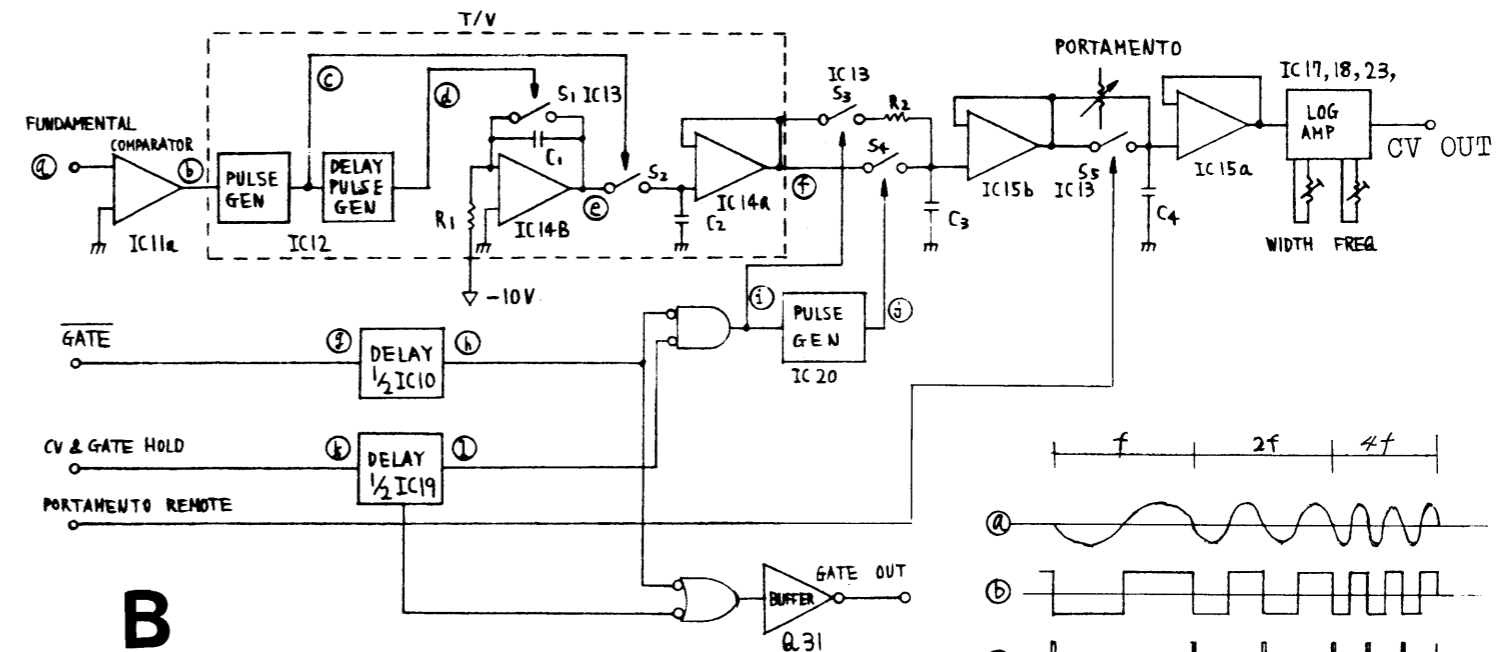 T/V
PORTAMENTO
IC13
IC17, 18, 23,
ⓒ
ⓓ
S1 IC13
S3
R2
FUNDAMENTAL
COMPARATOR
LOG
AMP
CV OUT
ⓐ
ⓑ
C1
S2
S4
PULSE
GEN
DELAY
PULSE
GEN
ⓔ
ⓕ
IC15b
S5
IC13
IC15a
R1
IC14B
C2
IC14a
C3
C4
IC11a
IC12
WIDTH
FREQ
-10V
ⓘ
PULSE
GEN
ⓙ
GATE
ⓖ
DELAY
1/2 IC10
ⓗ
IC20
CV & GATE HOLD
ⓚ
DELAY
1/2 IC19
ⓛ
f
2f
4f
PORTAMENTO REMOTE
ⓐ
GATE OUT
BUFFER
ⓑ
B
Q31